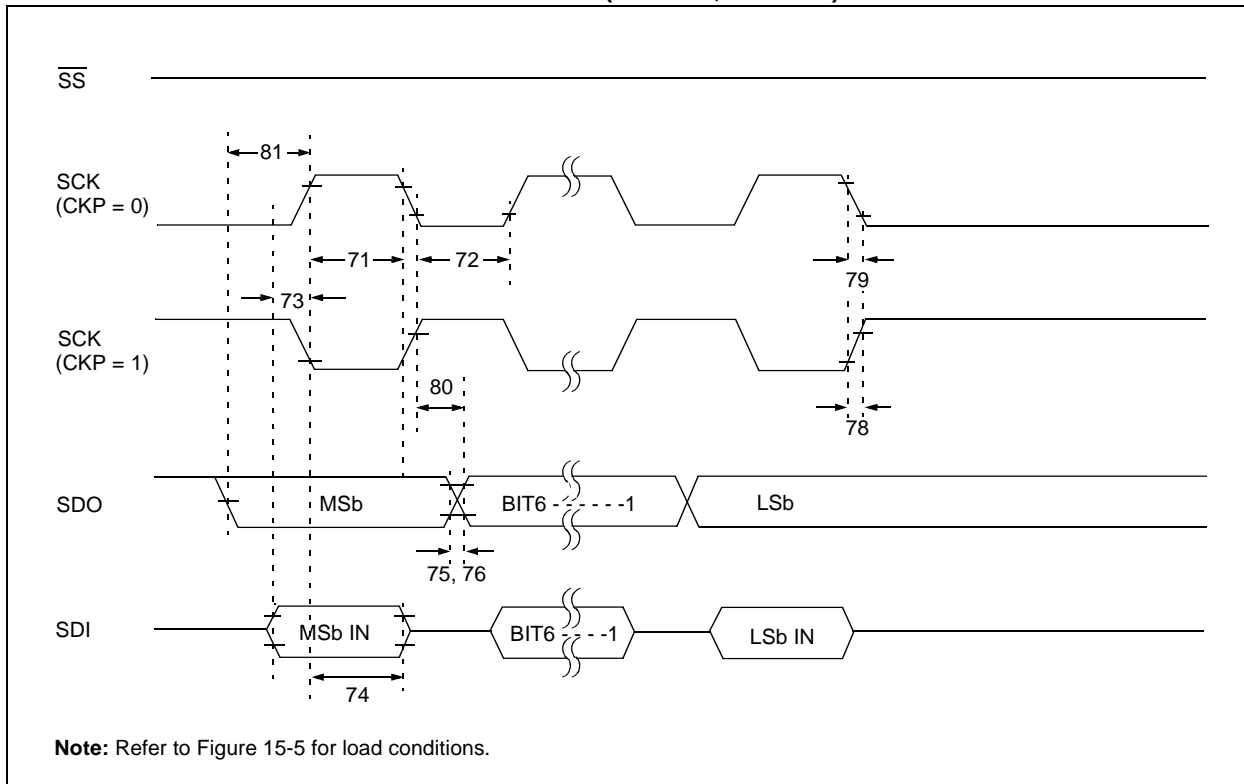 SS
81
SCK
(CKP = 0)
71
72
79
73
SCK
(CKP = 1)
80
78
SDO
MSb
BIT6 - - - - - -1
LSb
75, 76
SDI
MSb IN
BIT6 - - - -1
LSb IN
74
Note: Refer to Figure 15-5 for load conditions.